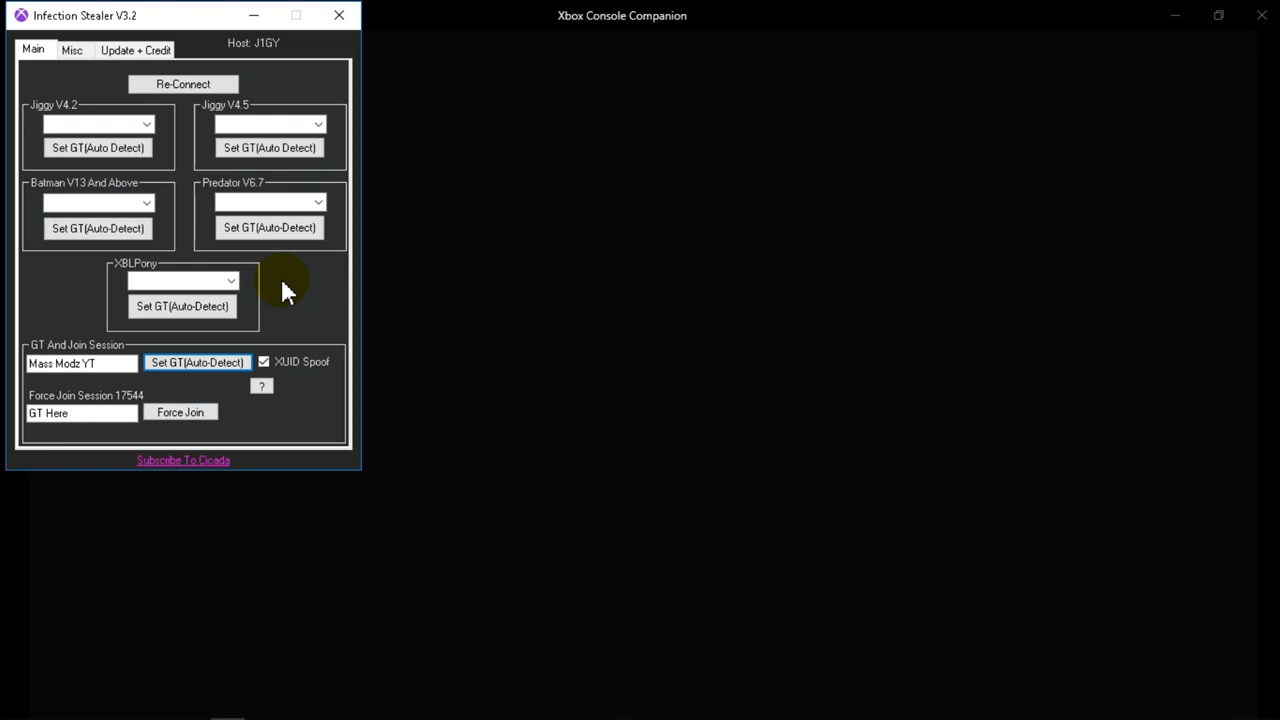 Infection Stealer V3.2
Xbox Console Companion
Main
Misc
Update + Credit
Host: J1GY
Re-Connect
Jiggy V4.2
Jiggy V4.5
Set GT(Auto Detect)
Set GT(Auto Detect)
Batman V13 And Above
Predator V6.7
Set GT(Auto-Detect)
Set GT(Auto-Detect)
XBLPony
Set GT(Auto-Detect)
GT And Join Session
Mass Modz YT
Set GT(Auto-Detect)
XUID Spoof
?
Force Join Session 17544
GT Here
Force Join
Subscribe To Cicada